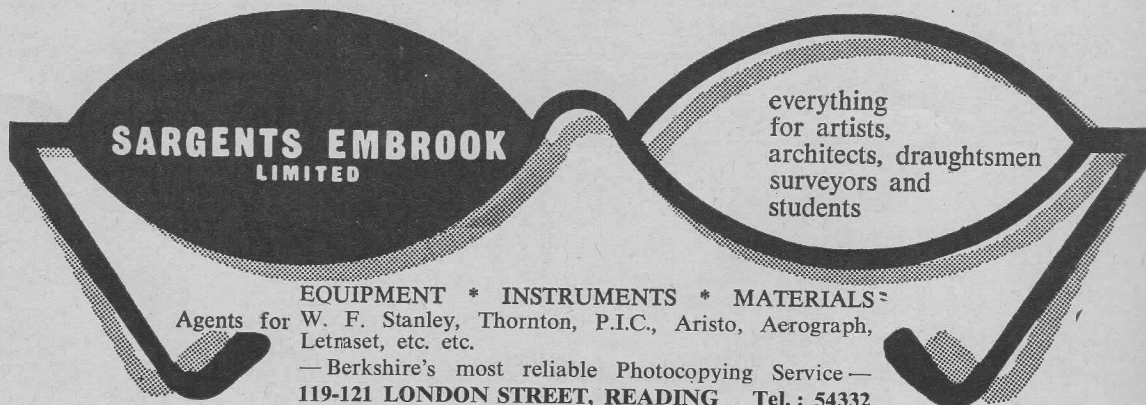 SARGENTS EMBROOK
LIMITED
everything
for artists,
architects, draughtsmen
surveyors and
students
EQUIPMENT * INSTRUMENTS * MATERIALS
Agents for W. F. Stanley, Thornton, P.I.C., Aristo, Aerograph,
Letraset, etc. etc.
— Berkshire's most reliable Photocopying Service —
119-121 LONDON STREET, READING Tel. : 54332